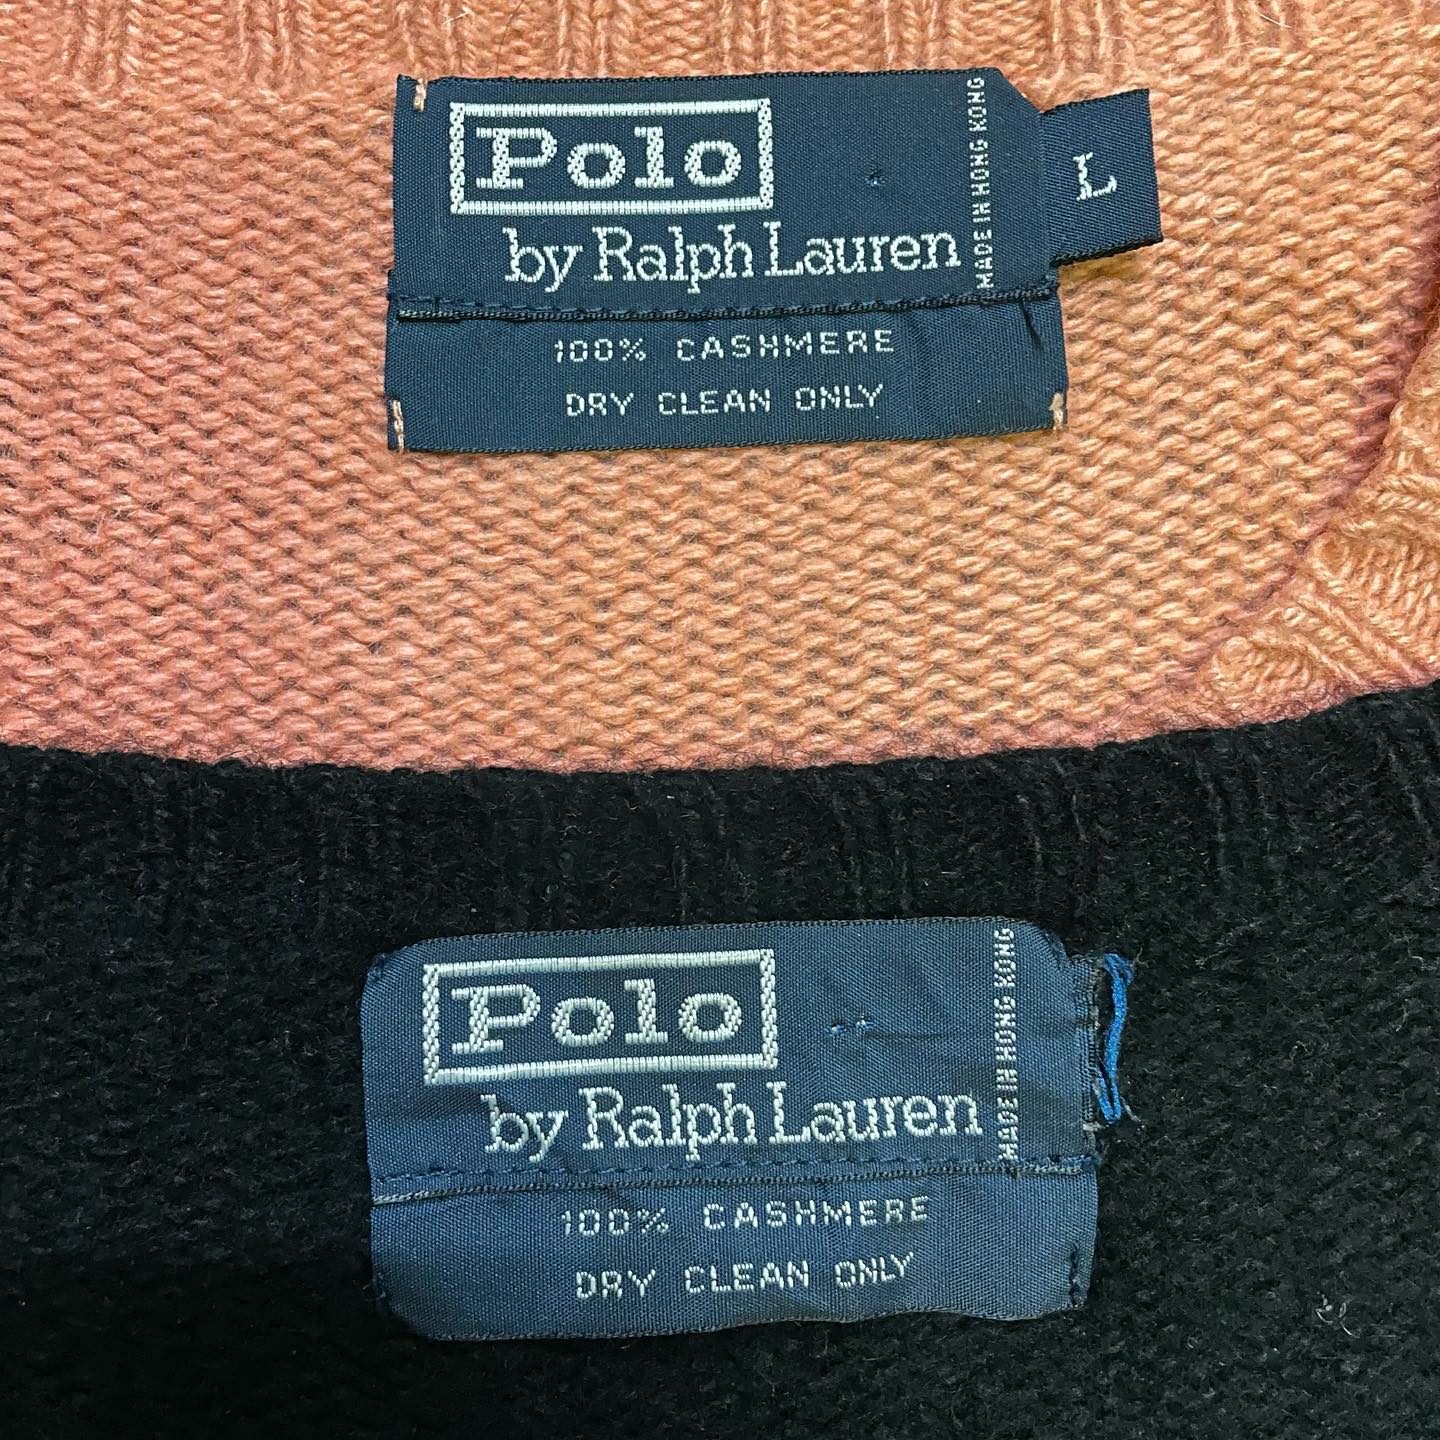 Polo
by Ralph Lauren
MADE IN HONG KONG
L
100% CASHMERE
DRY CLEAN ONLY
Polo
by Ralph Lauren
MADE IN HONG KONG
100% CASHMERE
DRY CLEAN ONLY